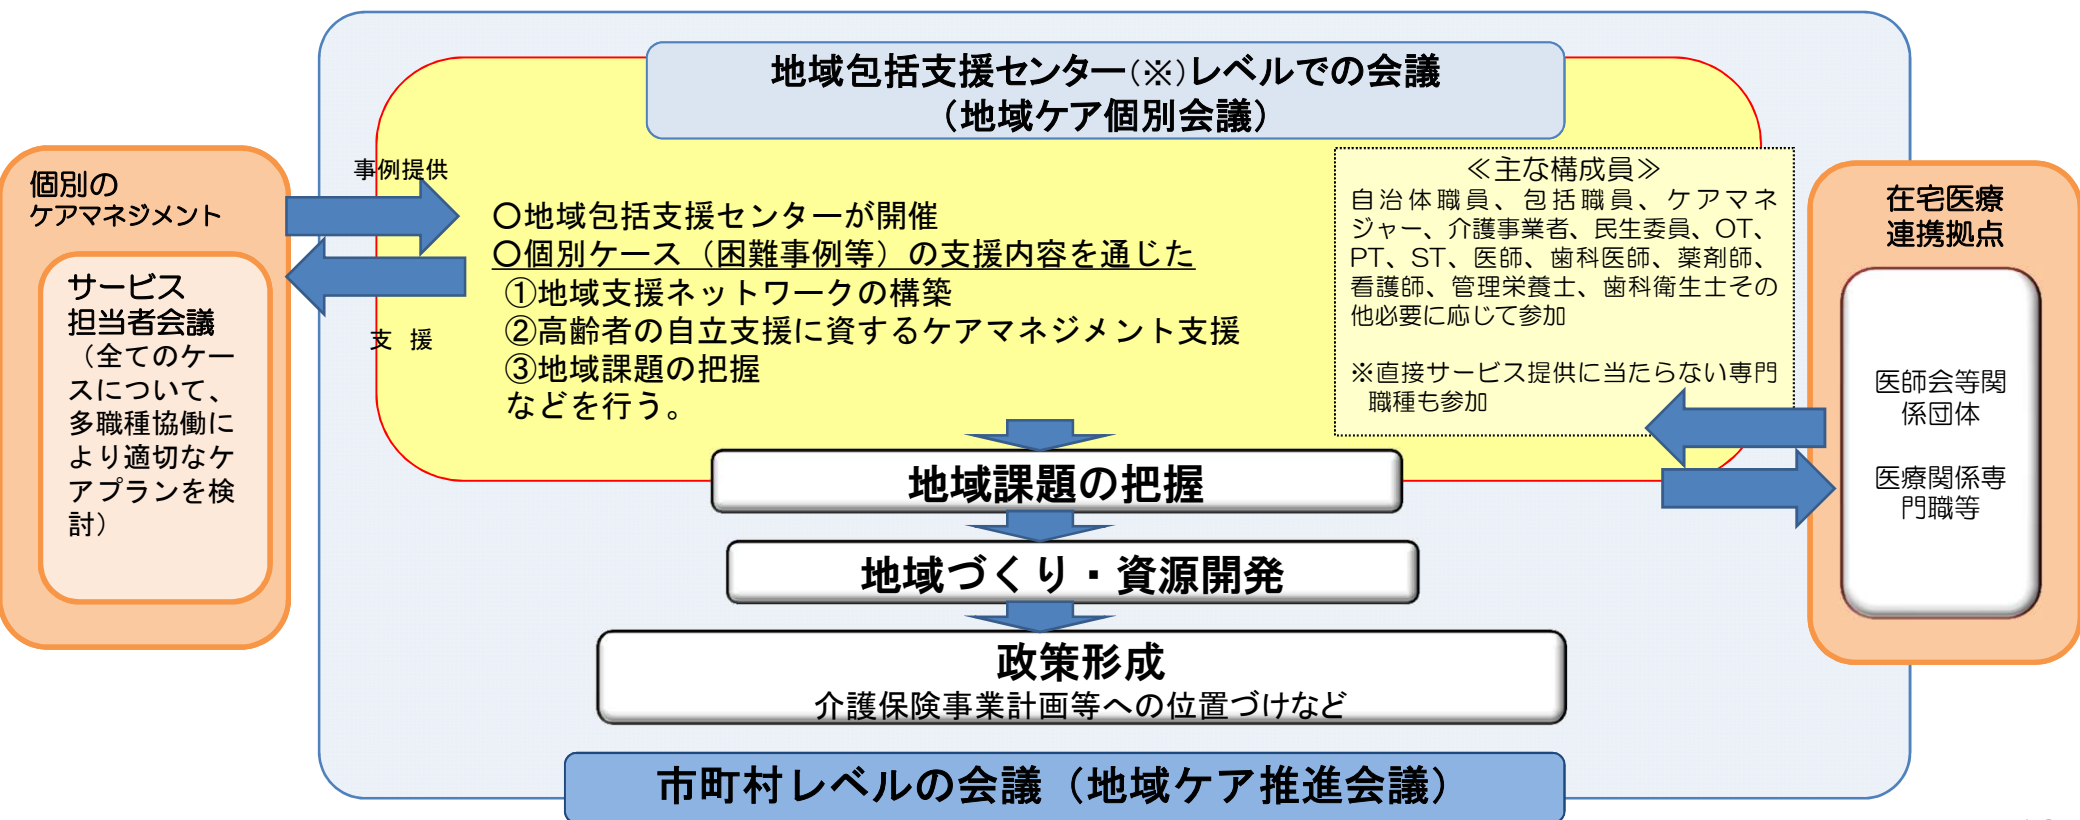 地域包括支援センター(※)レベルでの会議
（地域ケア個別会議）
個別の
ケアマネジメント
サービス
担当者会議
（全てのケー
スについて、
多職種協働に
より適切なケ
アプランを検
討）
事例提供
支 援
○地域包括支援センターが開催
○個別ケース（困難事例等）の支援内容を通じた
①地域支援ネットワークの構築
②高齢者の自立支援に資するケアマネジメント支援
③地域課題の把握
などを行う。
≪主な構成員≫
自治体職員、包括職員、ケアマネ
ジャー、介護事業者、民生委員、OT、
PT、ST、医師、歯科医師、薬剤師、
看護師、管理栄養士、歯科衛生士その
他必要に応じて参加
※直接サービス提供に当たらない専門
職種も参加
在宅医療
連携拠点
医師会等関
係団体
医療関係専
門職等
地域課題の把握
地域づくり・資源開発
政策形成
介護保険事業計画等への位置づけなど
市町村レベルの会議（地域ケア推進会議）